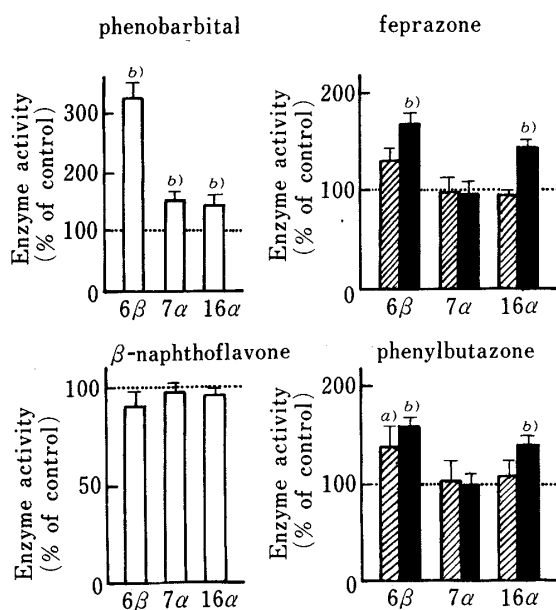 phenobarbital
Enzyme activity
(% of control)
300
200
100
0
b)
b)
b)
6β 7α 16α
feprazone
Enzyme activity
(% of control)
200
100
0
b)
b)
6β 7α 16α
β-naphthoflavone
Enzyme activity
(% of control)
100
50
0
6β 7α 16α
phenylbutazone
Enzyme activity
(% of control)
200
100
0
a) b)
b)
6β 7α 16α